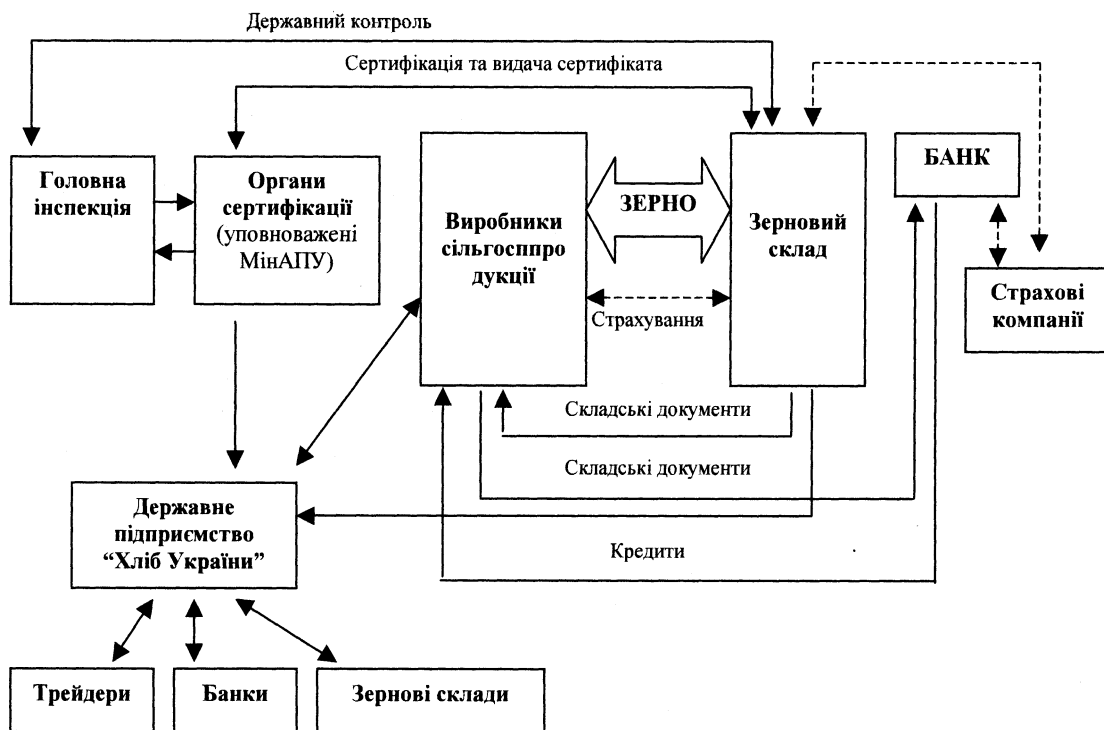 Державний контроль
Сертифікація та видача сертифіката
Головна
інспекція
Органи
сертифікації
(уповноважені
МінАПУ)
Виробники
сільгосппро
дукції
ЗЕРНО
Страхування
Зерновий
склад
БАНК
Страхові
компанії
Складські документи
Складські документи
Державне
підприємство
“Хліб України”
Кредити
Трейдери
Банки
Зернові склади